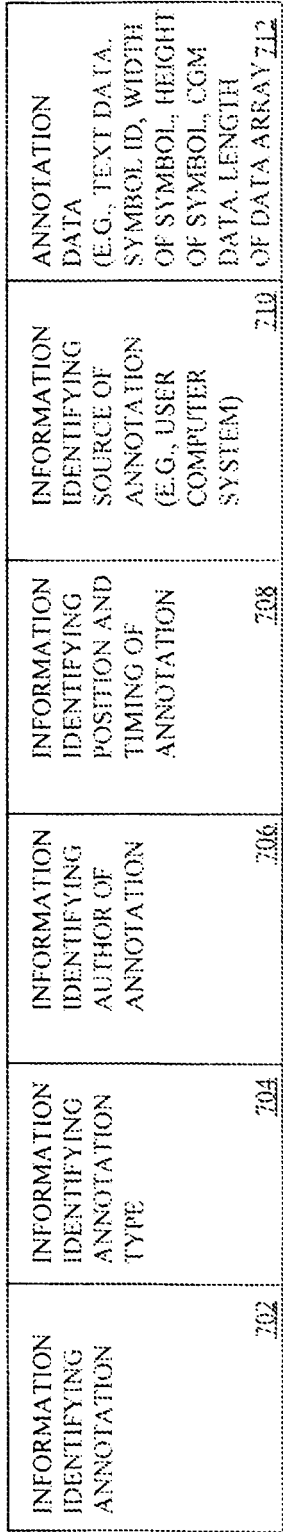 INFORMATION
IDENTIFYING
ANNOTATION
702
INFORMATION
IDENTIFYING
ANNOTATION
TYPE
704
INFORMATION
IDENTIFYING
AUTHOR OF
ANNOTATION
706
INFORMATION
IDENTIFYING
POSITION AND
TIMING OF
ANNOTATION
708
INFORMATION
IDENTIFYING
SOURCE OF
ANNOTATION
(E.G., USER
COMPUTER
SYSTEM)
710
ANNOTATION
DATA
(E.G., TEXT DATA,
SYMBOL ID, WIDTH
OF SYMBOL, HEIGHT
OF SYMBOL, CGM
DATA, LENGTH
OF DATA ARRAY 712